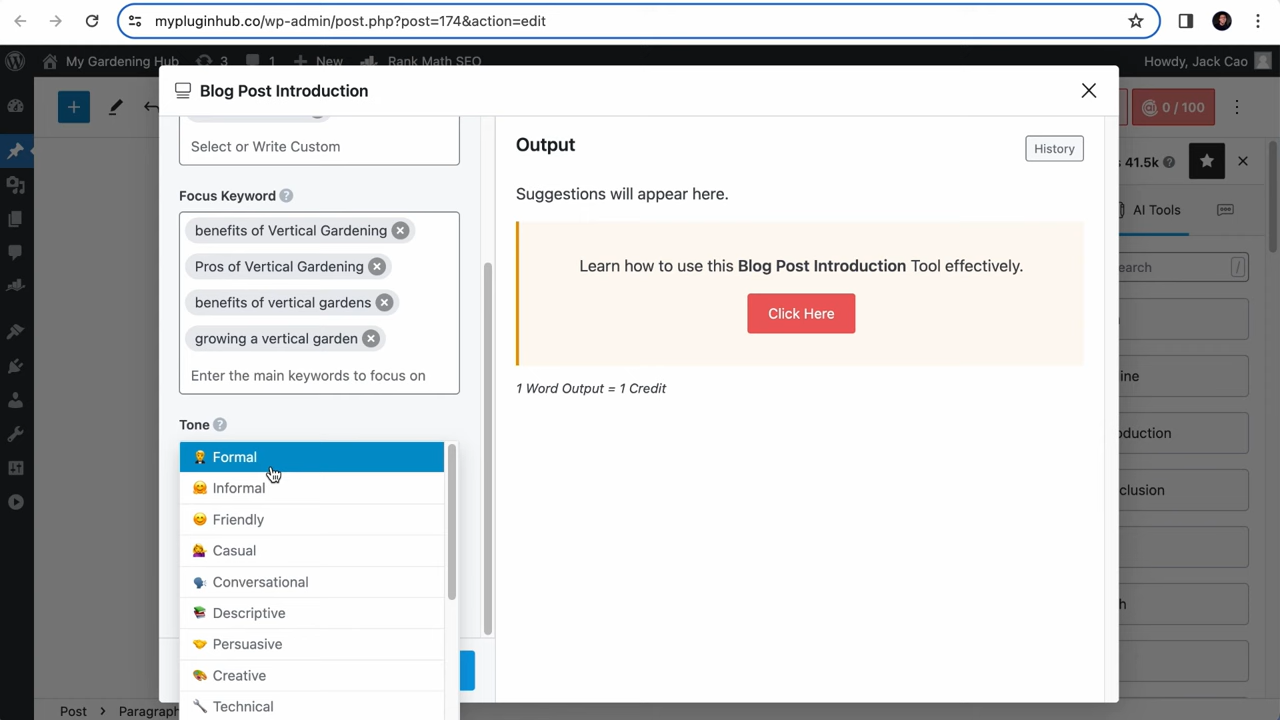 mypluginhub.co/wp-admin/post.php?post=174&action=edit
My Gardening Hub 3 1 New Rank Math SEO Howdy, Jack Cao
Blog Post Introduction
0 / 100
Select or Write Custom
Output
History
41.5k
Focus Keyword
Suggestions will appear here.
AI Tools
benefits of Vertical Gardening
Pros of Vertical Gardening
benefits of vertical gardens
growing a vertical garden
Enter the main keywords to focus on
Learn how to use this Blog Post Introduction Tool effectively.
Click Here
1 Word Output = 1 Credit
earch /
ine
oduction
clusion
h
Tone
Formal
Informal
Friendly
Casual
Conversational
Descriptive
Persuasive
Creative
Technical
Post > Paragraph